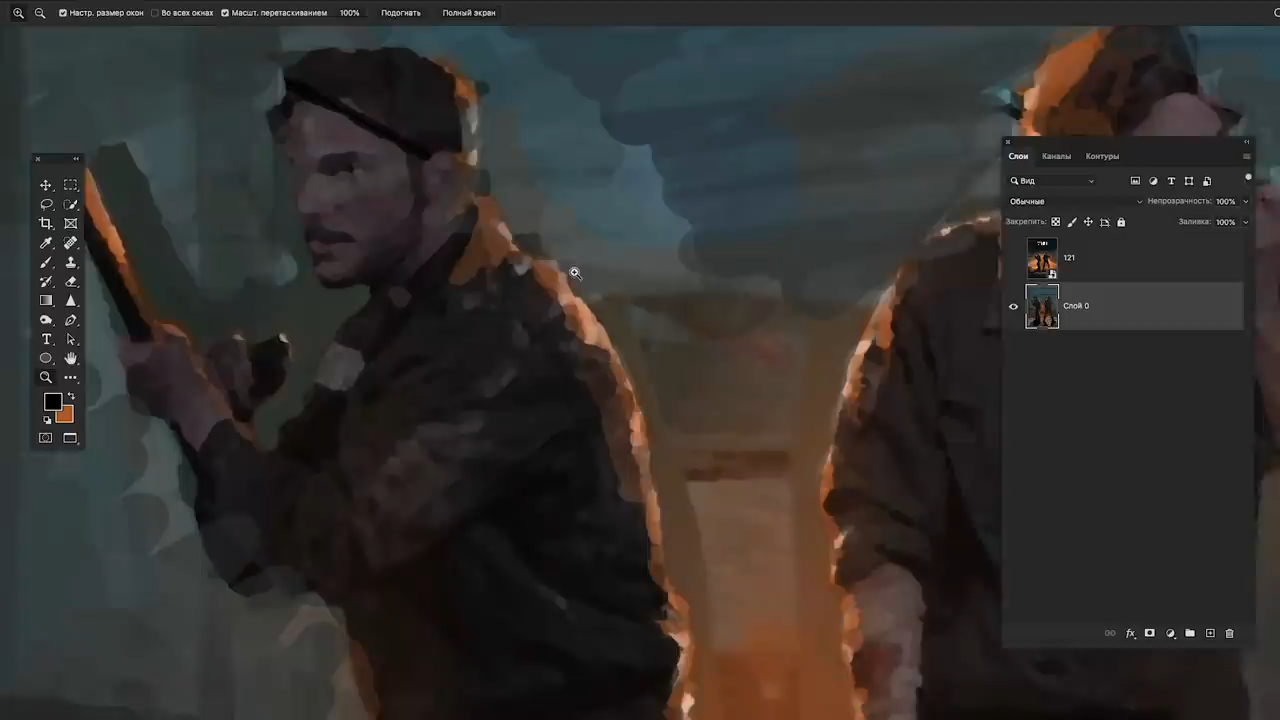 Настр. размер окон Во всех окнах Масшт. перетаскиванием 100% Подогнать Полный экран
Слои Каналы Контуры
Вид
Обычные Непрозрачность: 100%
Закрепить: Заливка: 100%
121
Слой 0